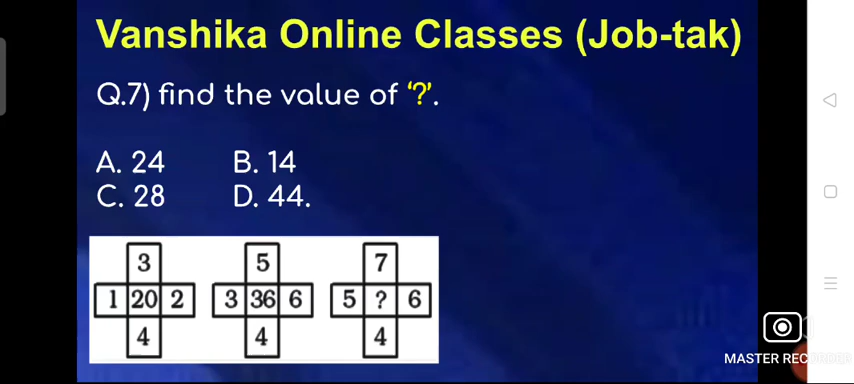 Vanshika Online Classes (Job-tak)
Q.7) find the value of ‘?’.
A. 24 B. 14
C. 28 D. 44.
3 5 7
1 20 2 3 36 6 5 ? 6
4 4 4
MASTER